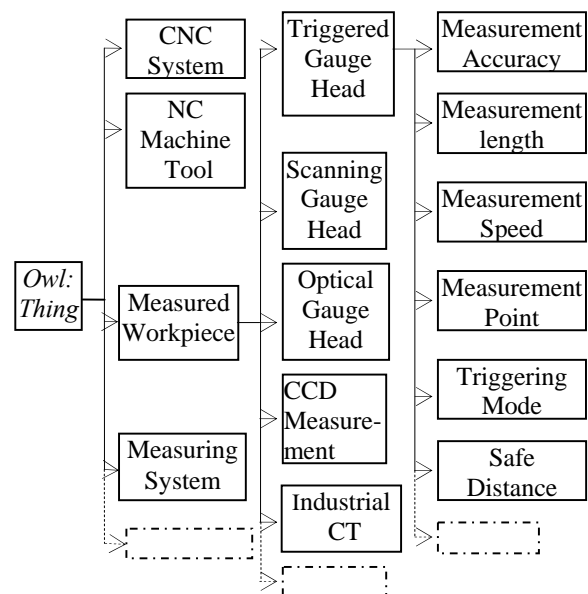 Owl:
Thing
CNC
System
NC
Machine
Tool
Measured
Workpiece
Measuring
System
Triggered
Gauge
Head
Scanning
Gauge
Head
Optical
Gauge
Head
CCD
Measure-
ment
Industrial
CT
Measurement
Accuracy
Measurement
length
Measurement
Speed
Measurement
Point
Triggering
Mode
Safe
Distance